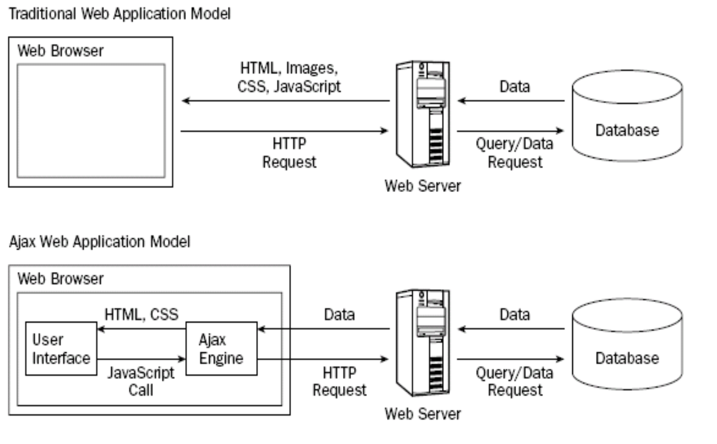 Traditional Web Application Model
Web Browser
HTML, Images,
CSS, JavaScript
HTTP
Request
Web Server
Data
Query/Data
Request
Database
Ajax Web Application Model
Web Browser
User
Interface
HTML, CSS
JavaScript
Call
Ajax
Engine
Data
HTTP
Request
Web Server
Data
Query/Data
Request
Database